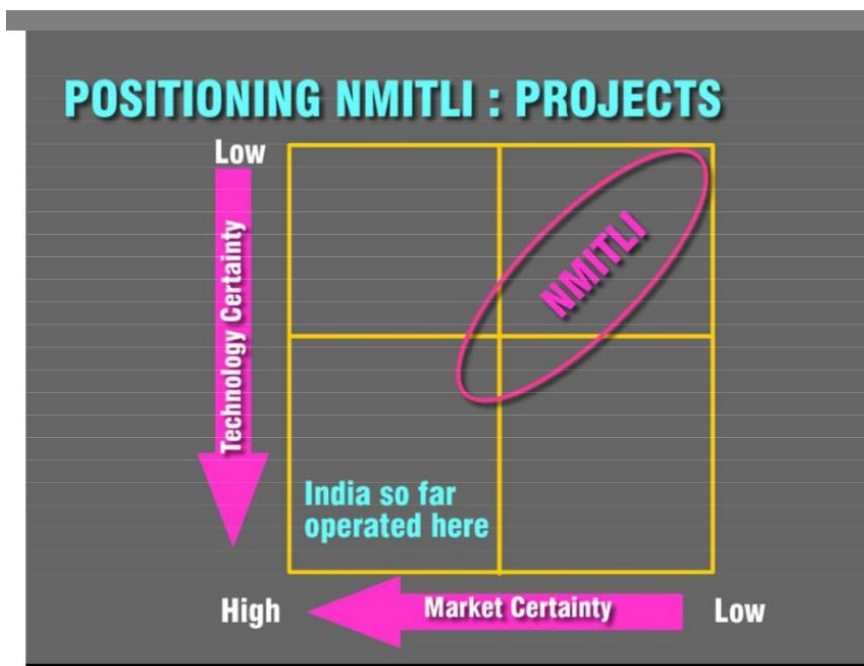 POSITIONING NMITLI : PROJECTS
Low
Technology Certainty
NMITLI
India so far
operated here
High
Market Certainty
Low